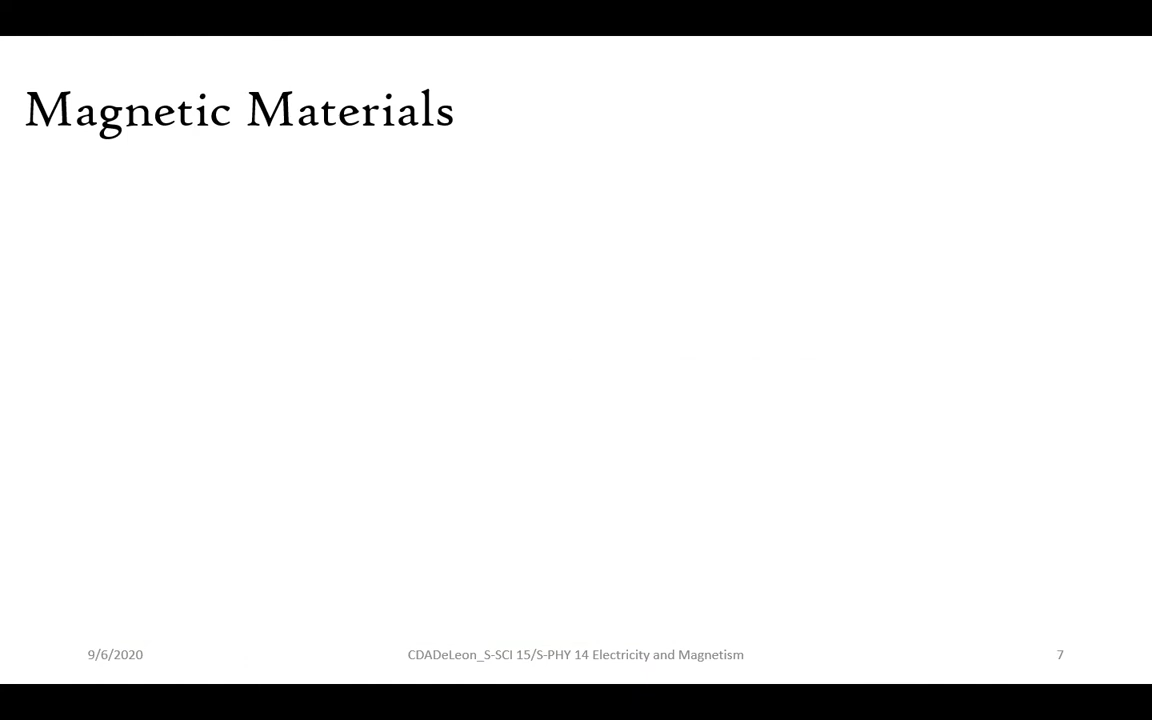 Magnetic Materials
9/6/2020
CDADeLeon_S-SCI 15/S-PHY 14 Electricity and Magnetism
7